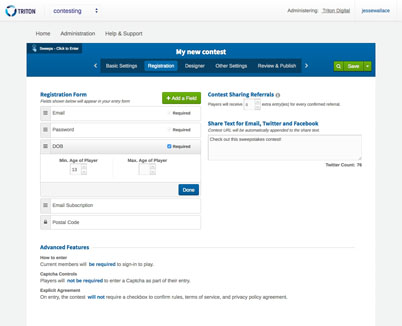 TRITON
contesting
Administering: Triton Digital
jessewallace
Home Administration Help & Support
Sweeps - Click to Enter
My new contest
Basic Settings Registration Designer Other Settings Review & Publish
Save
Registration Form
Fields shown below will appear in your entry form
+ Add a Field
Email Required
Password Required
DOB Required
Min. Age of Player Max. Age of Player
13
Done
Email Subscription
Postal Code
Contest Sharing Referrals
Players will receive extra entry(ies) for every confirmed referral.
Share Text for Email, Twitter and Facebook
Contest URL will be automatically appended to the share text.
Check out this sweepstakes contest!
Twitter Count: 76
Advanced Features
How to enter
Current members will be required to sign-in to play.
Captcha Controls
Players will not be required to enter a Captcha as part of their entry.
Explicit Agreement
On entry, the contest will not require a checkbox to confirm rules, terms of service, and privacy policy agreement.